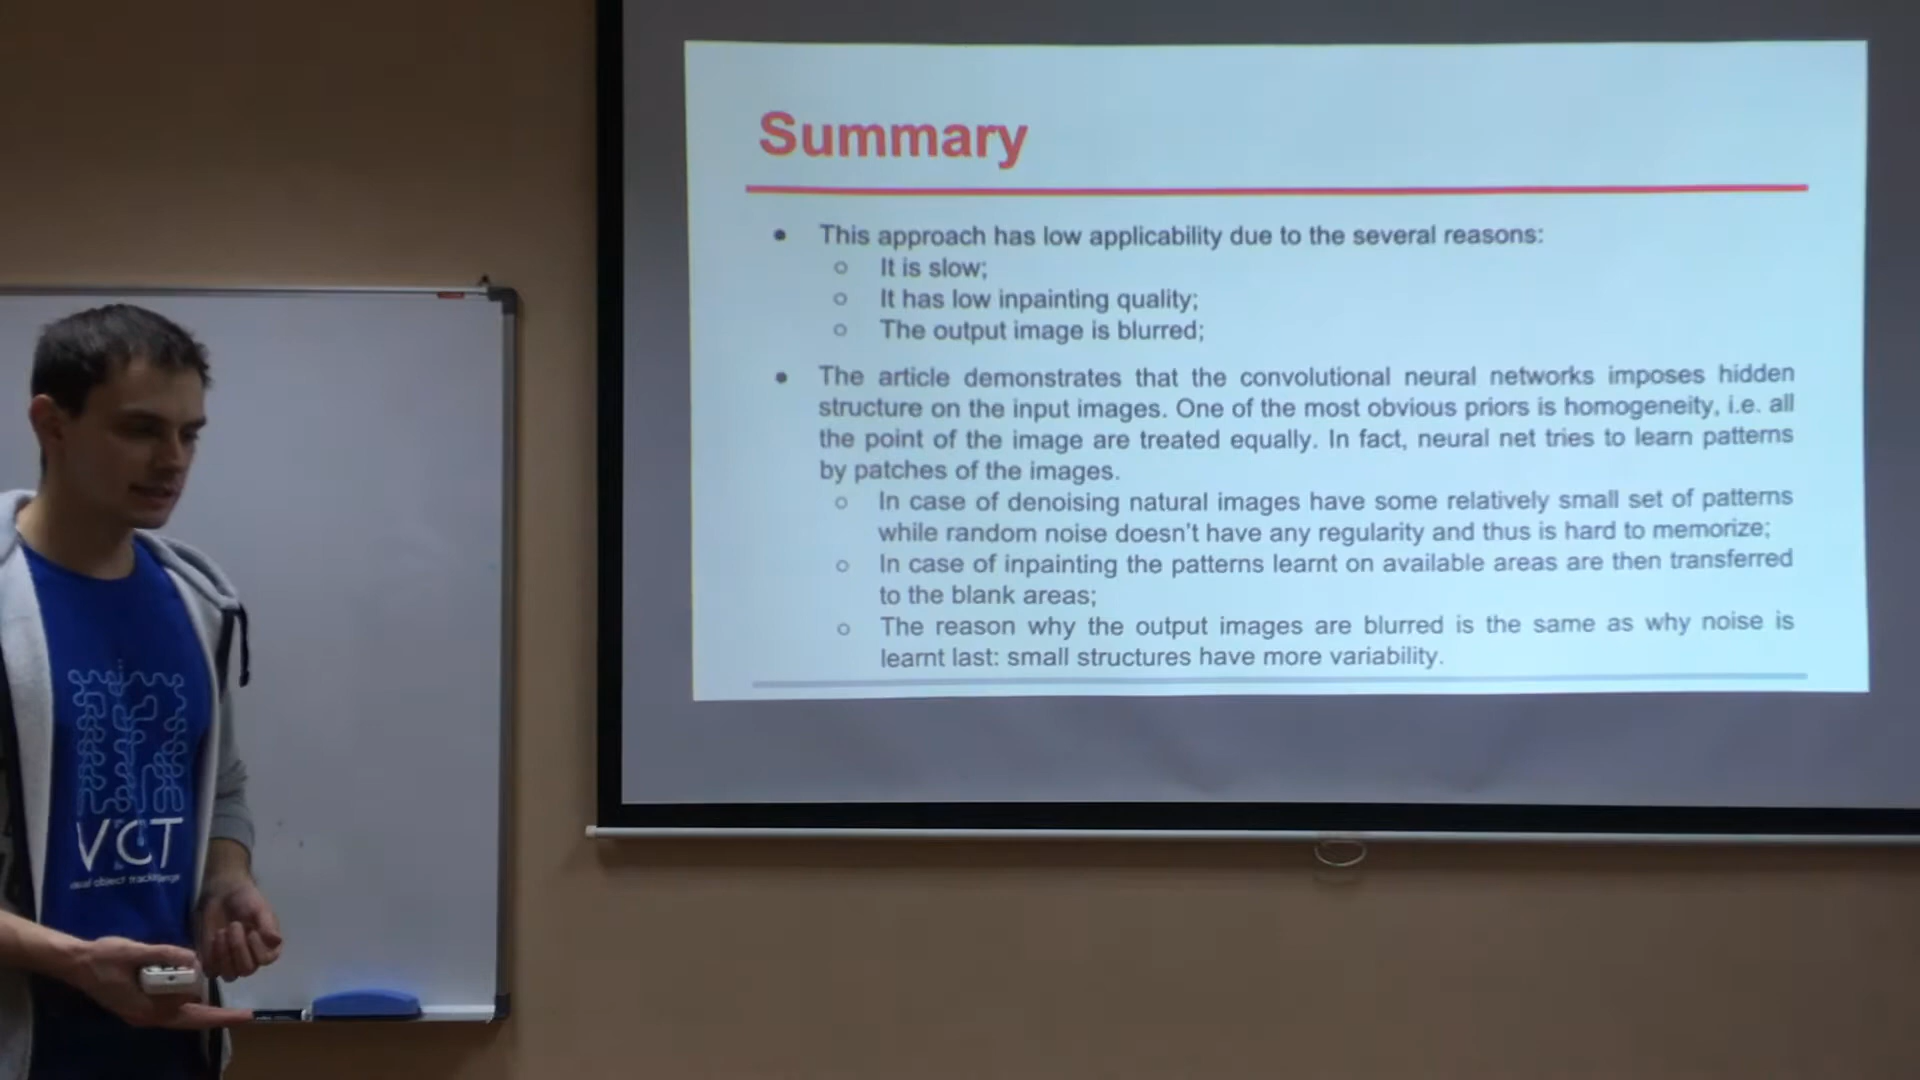 Summary
● This approach has low applicability due to the several reasons:
○ It is slow;
○ It has low inpainting quality;
○ The output image is blurred;
● The article demonstrates that the convolutional neural networks imposes hidden
structure on the input images. One of the most obvious priors is homogeneity, i.e. all
the point of the image are treated equally. In fact, neural net tries to learn patterns
by patches of the images.
○ In case of denoising natural images have some relatively small set of patterns
while random noise doesn't have any regularity and thus is hard to memorize;
○ In case of inpainting the patterns learnt on available areas are then transferred
to the blank areas;
○ The reason why the output images are blurred is the same as why noise is
learnt last: small structures have more variability.
VOT
object